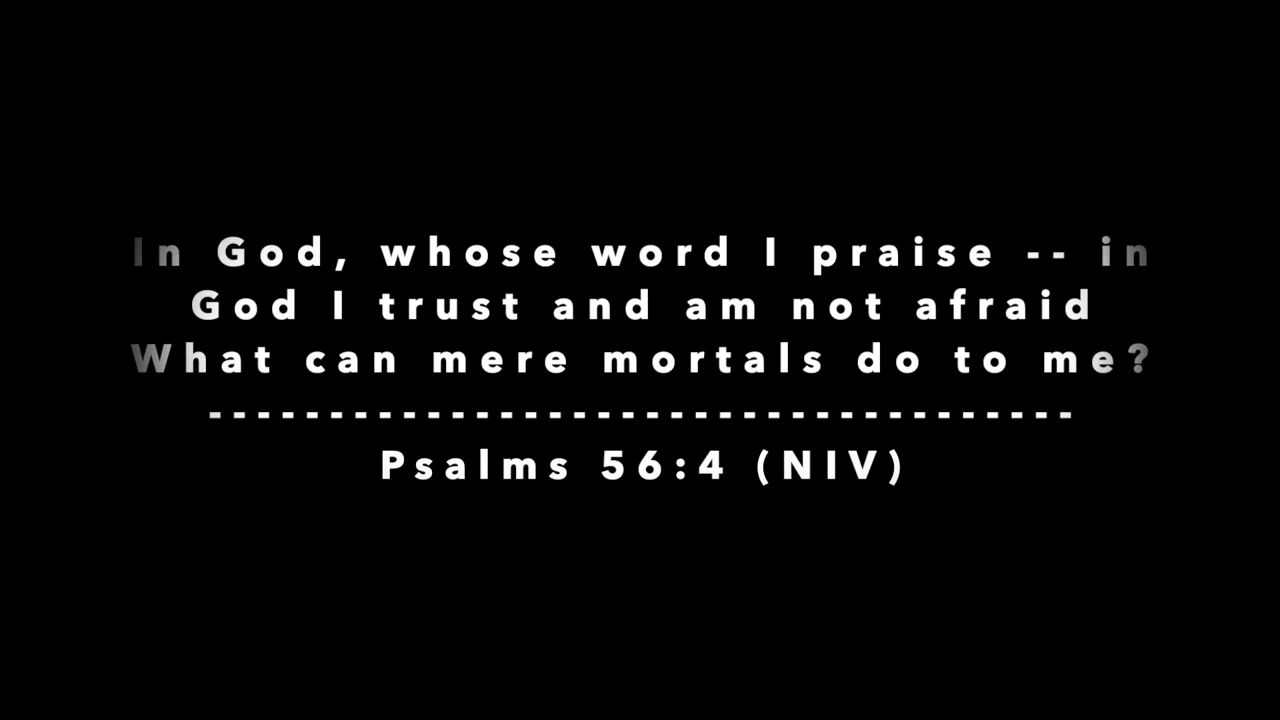 In God, whose word I praise -- in
God I trust and am not afraid
What can mere mortals do to me?
------------------------------------
Psalms 56:4 (NIV)